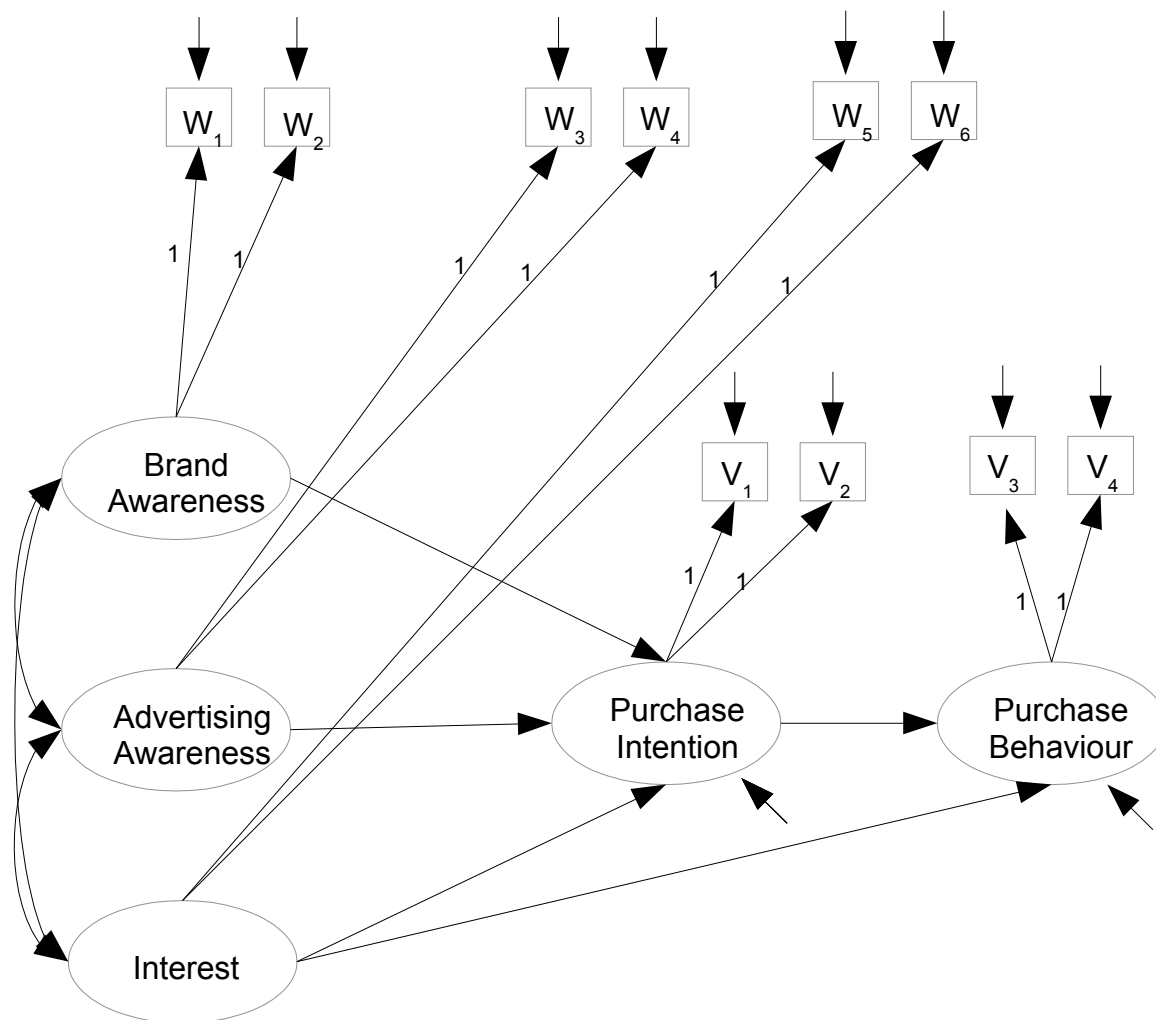 W1 W2 W3 W4 W5 W6
1 1 1 1 1 1
V1 V2 V3 V4
1 1 1 1
Brand
Awareness
Advertising
Awareness
Purchase
Intention
Purchase
Behaviour
Interest